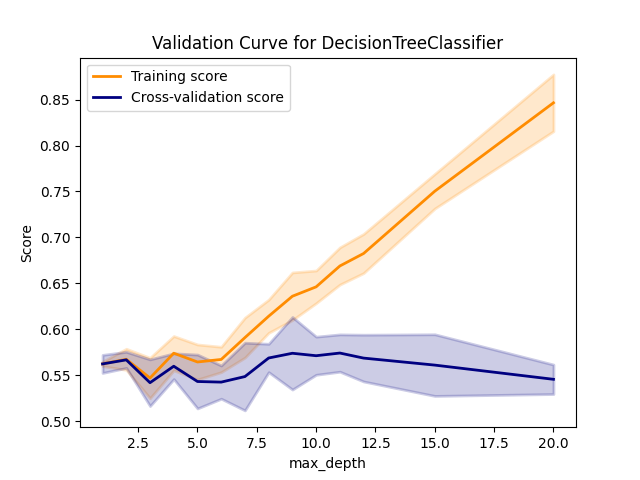 Validation Curve for DecisionTreeClassifier
Training score
Cross-validation score
0.85
0.80
0.75
0.70
0.65
0.60
0.55
0.50
Score
2.5 5.0 7.5 10.0 12.5 15.0 17.5 20.0
max_depth